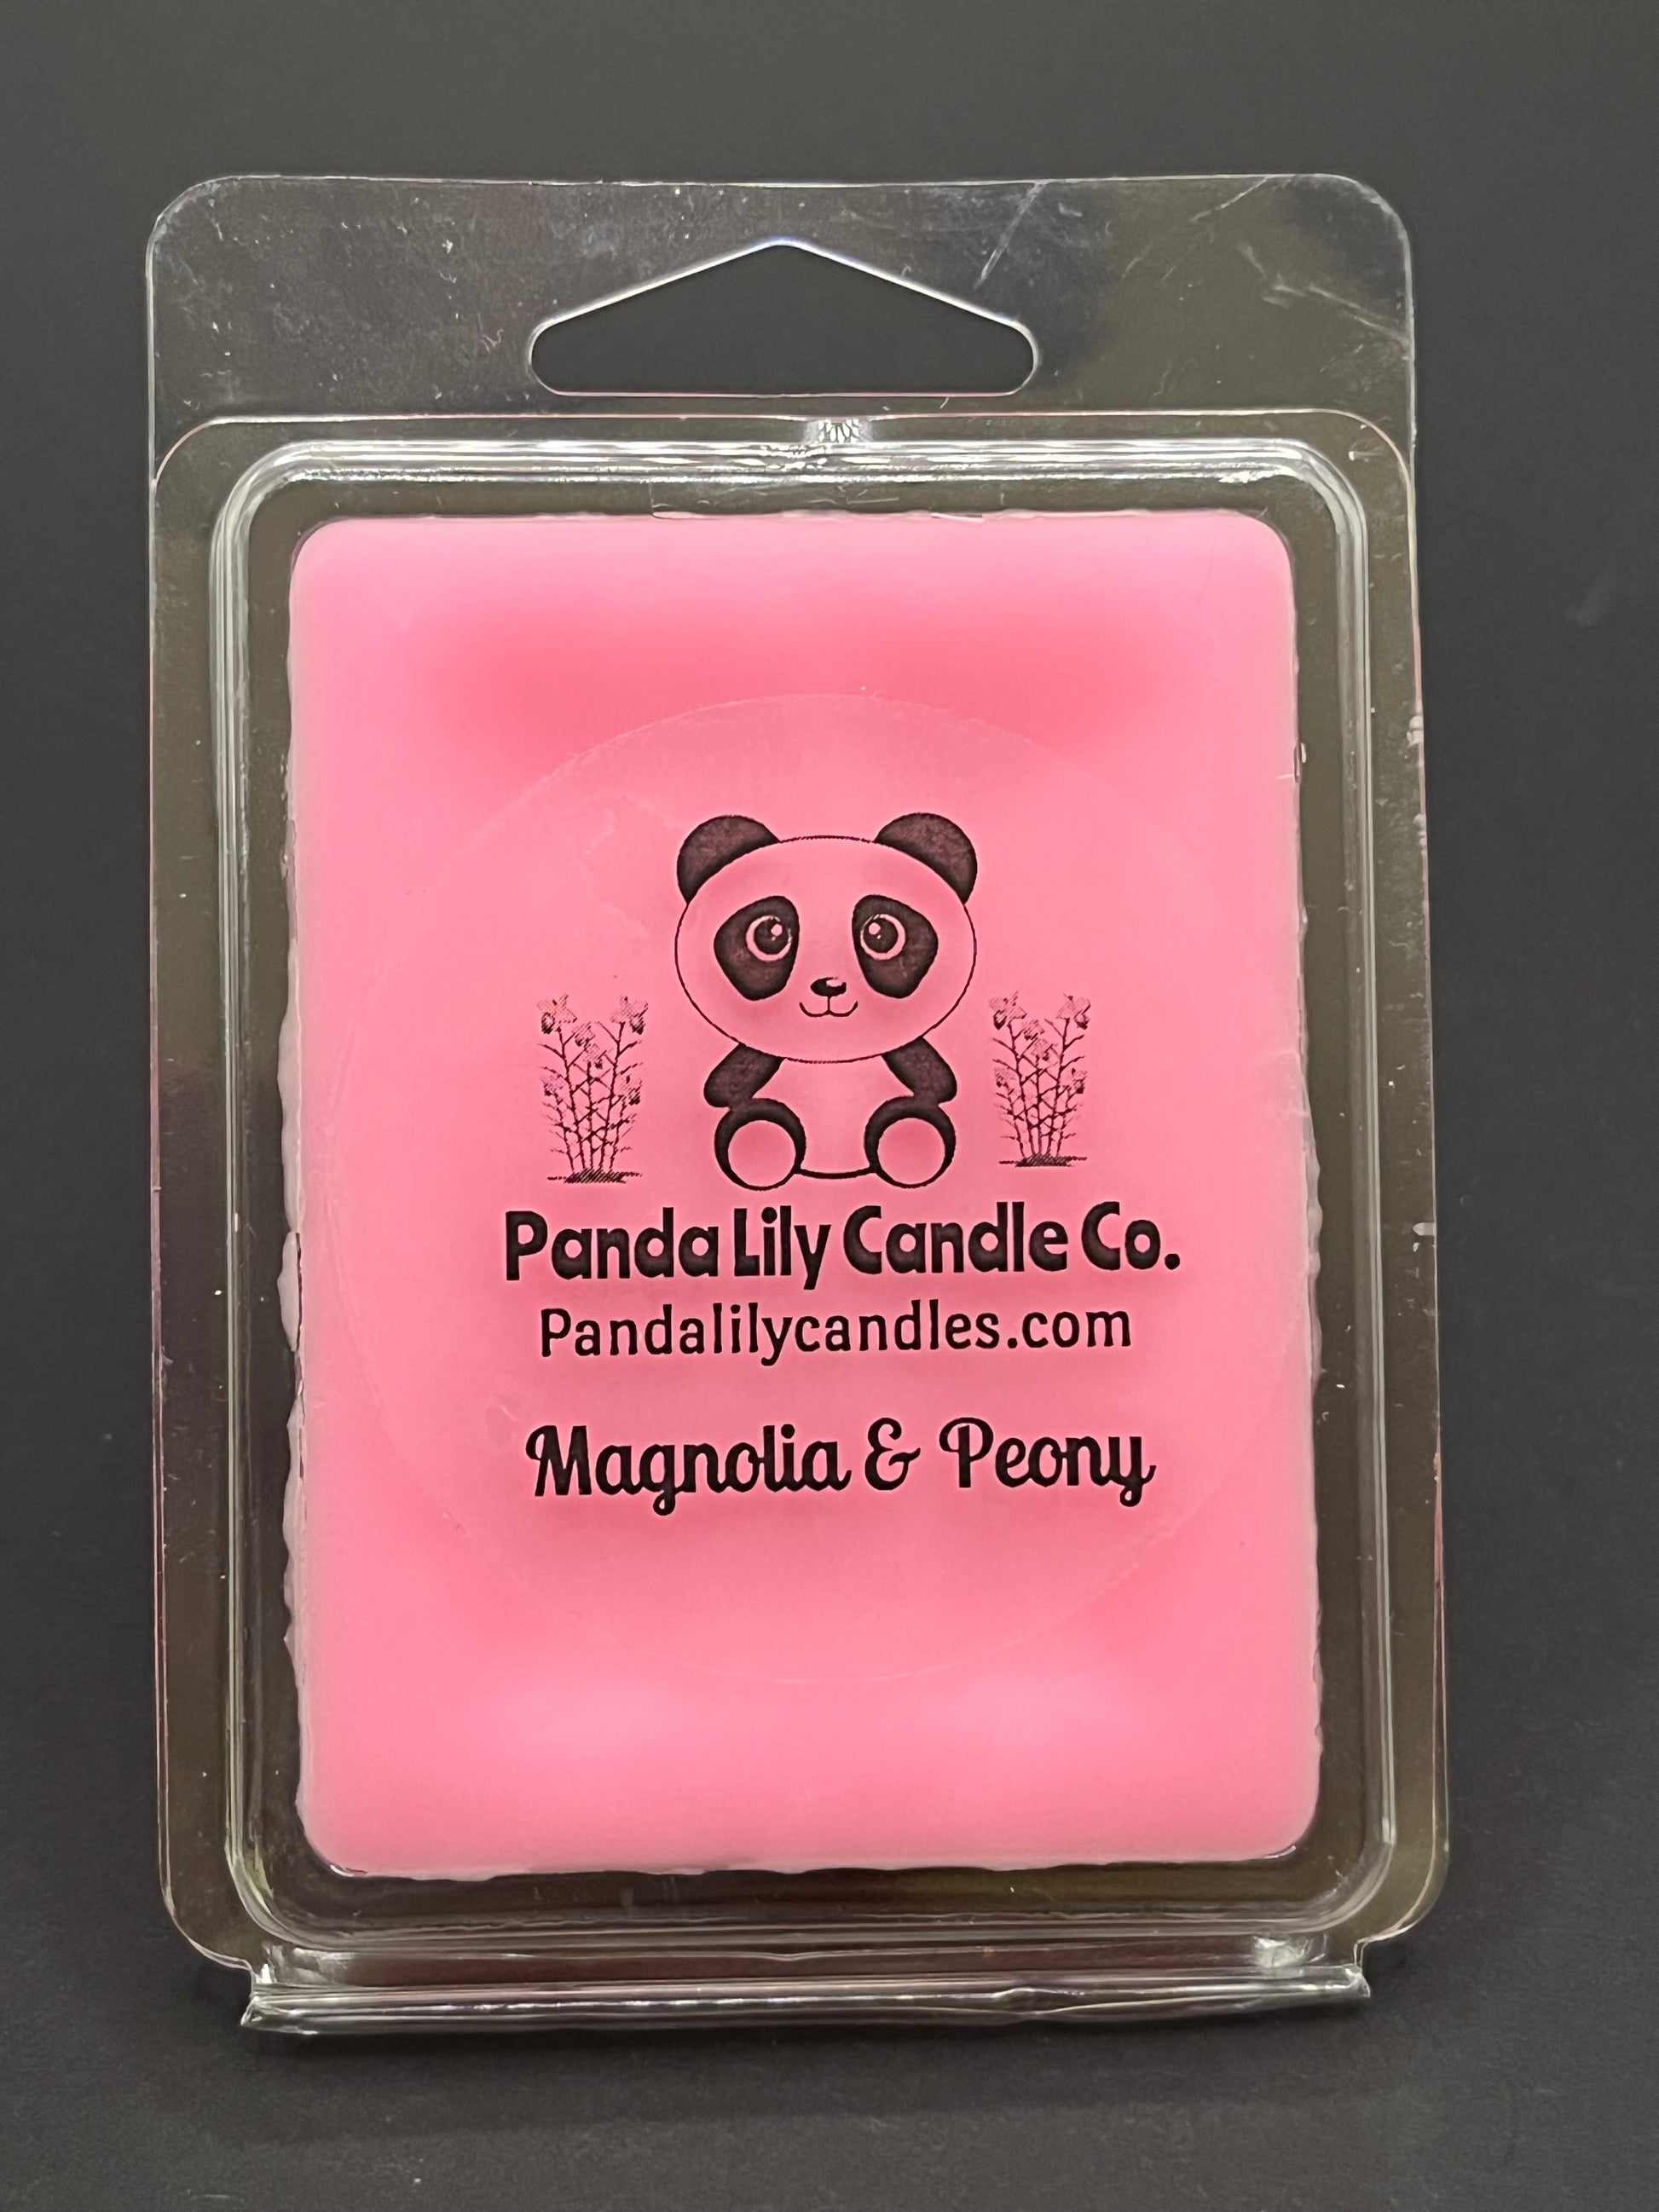 Panda Lily Candle Co.
Pandalilycandles.com
Magnolia & Peony